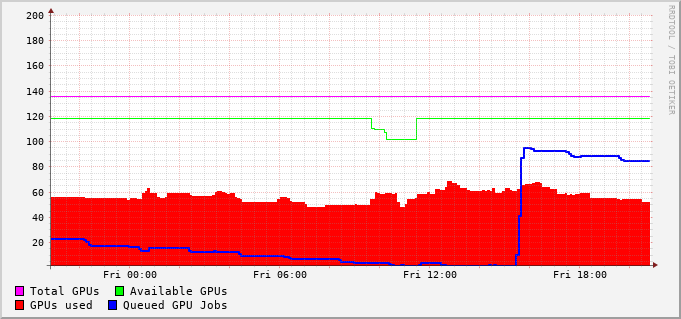 200
180
160
140
120
100
80
60
40
20
Fri 00:00 Fri 06:00 Fri 12:00 Fri 18:00
Total GPUs Available GPUs
GPUs used Queued GPU Jobs
RRDTOOL / TOBI OETIKER